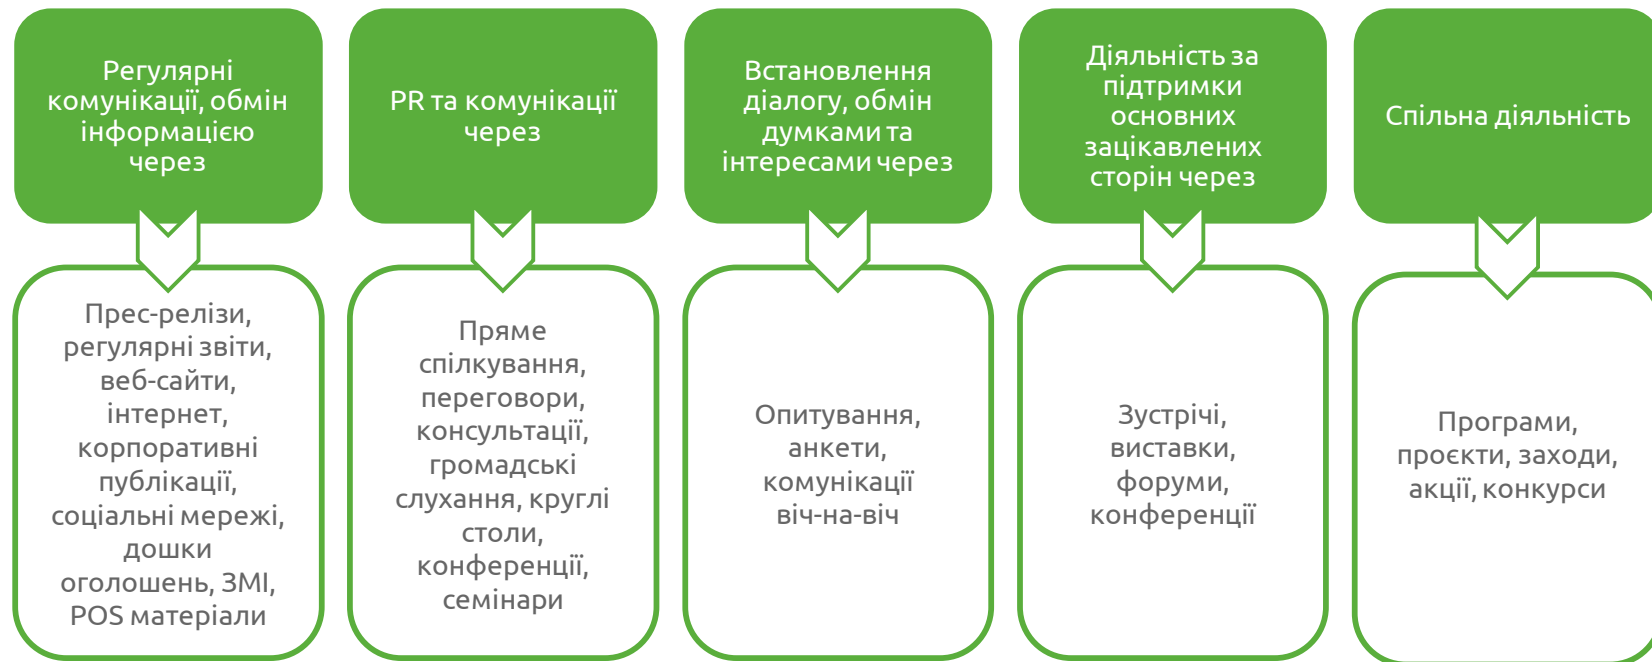 Регулярні
комунікації, обмін
інформацією
через
PR та комунікації
через
Встановлення
діалогу, обмін
думками та
інтересами через
Діяльність за
підтримки
основних
зацікавлених
сторін через
Спільна діяльність
Прес-релізи,
регулярні звіти,
веб-сайти,
інтернет,
корпоративні
публікації,
соціальні мережі,
дошки
оголошень, ЗМІ,
POS матеріали
Пряме
спілкування,
переговори,
консультації,
громадські
слухання, круглі
столи,
конференції,
семінари
Опитування,
анкети,
комунікації
віч-на-віч
Зустрічі,
виставки,
форуми,
конференції
Програми,
проєкти, заходи,
акції, конкурси